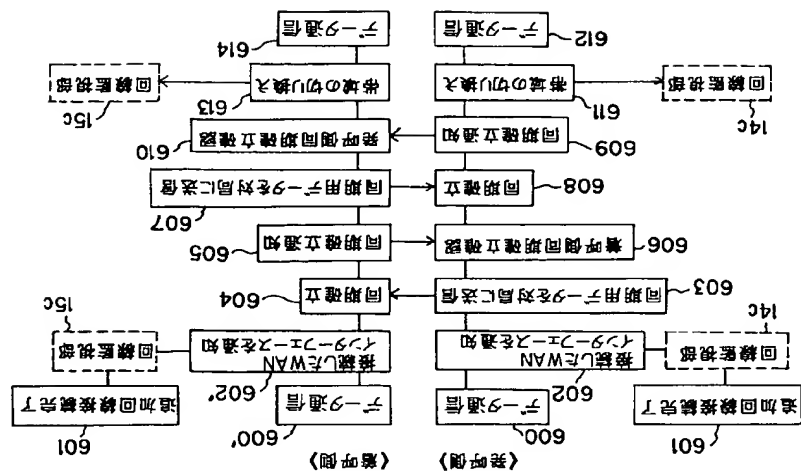 《発呼側》
《着呼側》
601
追加回線接続完了
600
データ通信
600'
データ通信
601
追加回線接続完了
14c
回線監視部
602
接続したWAN
インターフェースを通知
602'
接続したWAN
インターフェースを通知
15c
回線監視部
603
同期用データを対局に送信
604
同期確立
606
着呼側同期確立確認
605
同期確立通知
608
同期確立
607
同期用データを対局に送信
609
同期確立通知
610
発呼側同期確立確認
14c
回線監視部
611
帯域の切り換え
613
帯域の切り換え
15c
回線監視部
612
データ通信
614
データ通信